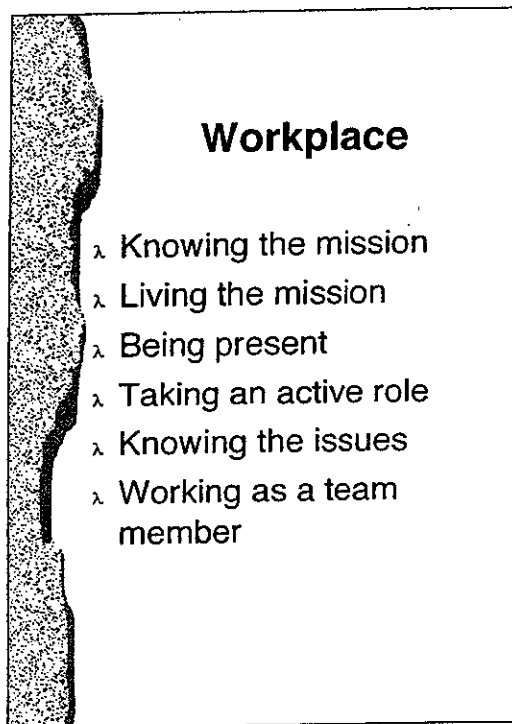 Workplace
λ Knowing the mission
λ Living the mission
λ Being present
λ Taking an active role
λ Knowing the issues
λ Working as a team
member